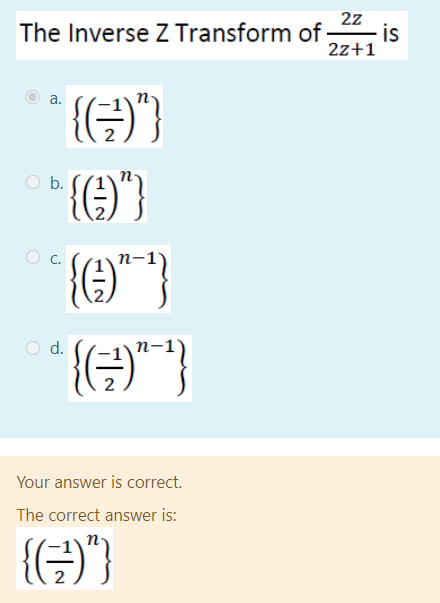 The Inverse Z Transform of 2z/2z+1 is
a. {(-1/2)^n}
b. {(1/2)^n}
c. {(1/2)^n-1}
d. {(-1/2)^n-1}
Your answer is correct.
The correct answer is:
{(-1/2)^n}